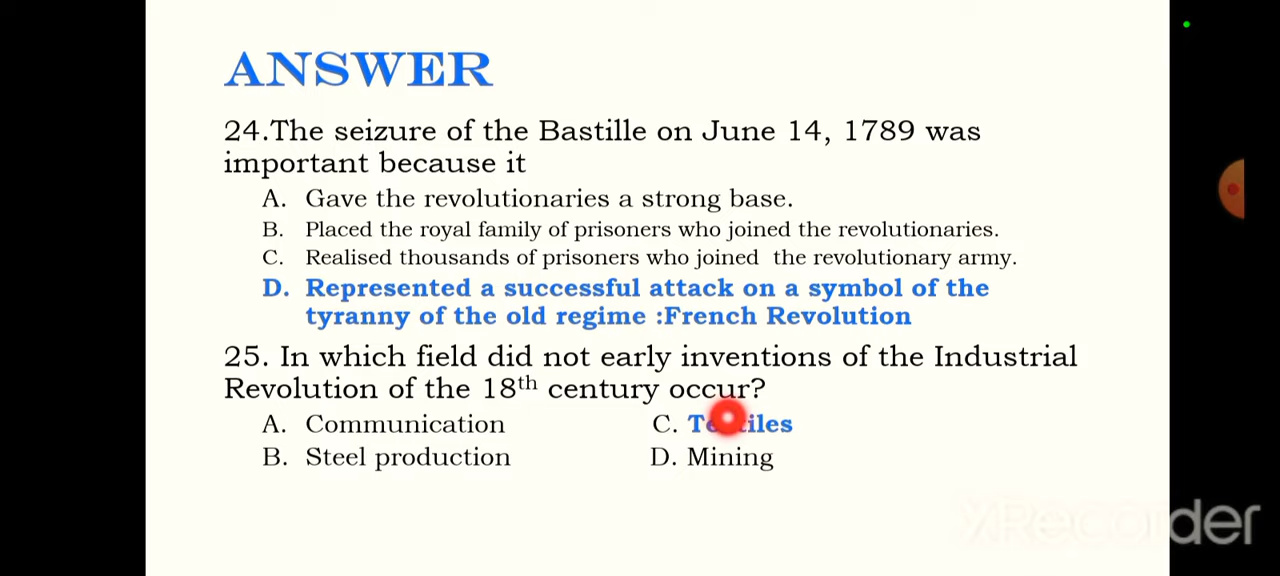 ANSWER
24.The seizure of the Bastille on June 14, 1789 was
important because it
A. Gave the revolutionaries a strong base.
B. Placed the royal family of prisoners who joined the revolutionaries.
C. Realised thousands of prisoners who joined the revolutionary army.
D. Represented a successful attack on a symbol of the
tyranny of the old regime :French Revolution
25. In which field did not early inventions of the Industrial
Revolution of the 18th century occur?
A. Communication C. Textiles
B. Steel production D. Mining
XRecorder